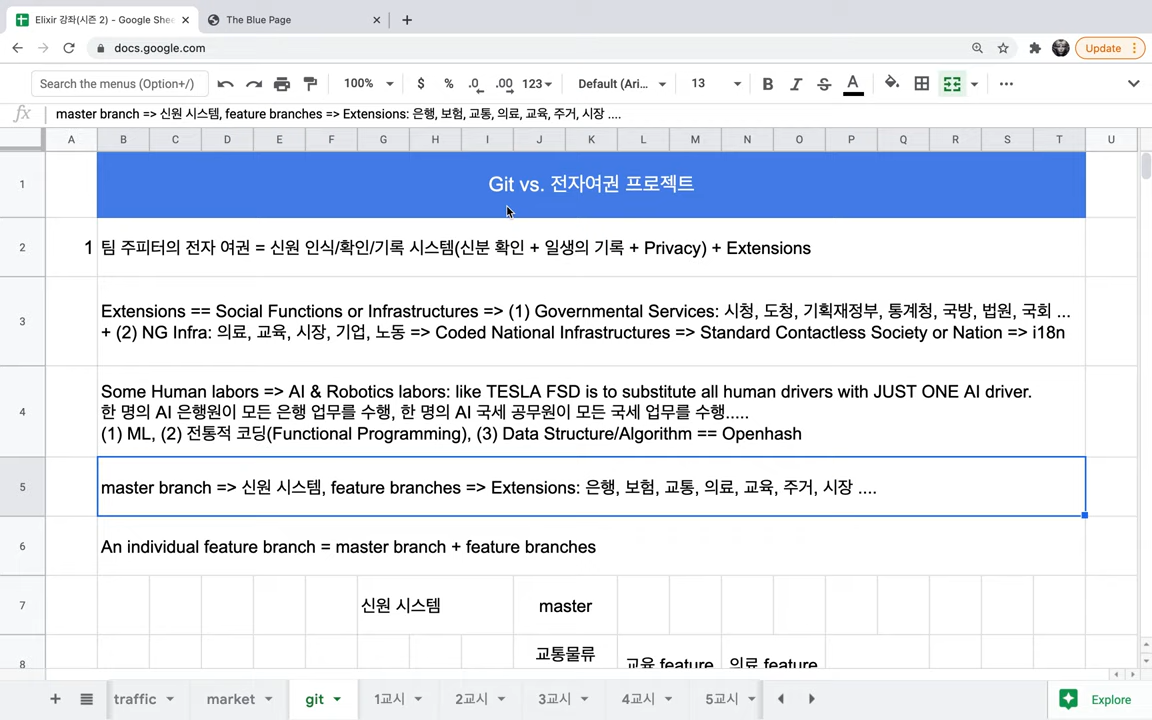 Elixir 강좌(시즌 2) - Google Shee
The Blue Page
docs.google.com
Update
Search the menus (Option+/)
100%
$
%
.0
.00
123
Default (Ari...
13
B
I
S
A
fx
master branch => 신원 시스템, feature branches => Extensions: 은행, 보험, 교통, 의료, 교육, 주거, 시장 ....
A B C D E F G H I J K L M N O P Q R S T U
1
Git vs. 전자여권 프로젝트
2
1 팀 주피터의 전자 여권 = 신원 인식/확인/기록 시스템(신분 확인 + 일생의 기록 + Privacy) + Extensions
3
Extensions == Social Functions or Infrastructures => (1) Governmental Services: 시청, 도청, 기획재정부, 통계청, 국방, 법원, 국회 ...
+ (2) NG Infra: 의료, 교육, 시장, 기업, 노동 => Coded National Infrastructures => Standard Contactless Society or Nation => i18n
4
Some Human labors => AI & Robotics labors: like TESLA FSD is to substitute all human drivers with JUST ONE AI driver.
한 명의 AI 은행원이 모든 은행 업무를 수행, 한 명의 AI 국세 공무원이 모든 국세 업무를 수행.....
(1) ML, (2) 전통적 코딩(Functional Programming), (3) Data Structure/Algorithm == Openhash
5
master branch => 신원 시스템, feature branches => Extensions: 은행, 보험, 교통, 의료, 교육, 주거, 시장 ....
6
An individual feature branch = master branch + feature branches
7
신원 시스템 master
8
교통물류
교육 feature 의료 feature
traffic market git 1교시 2교시 3교시 4교시 5교시
Explore